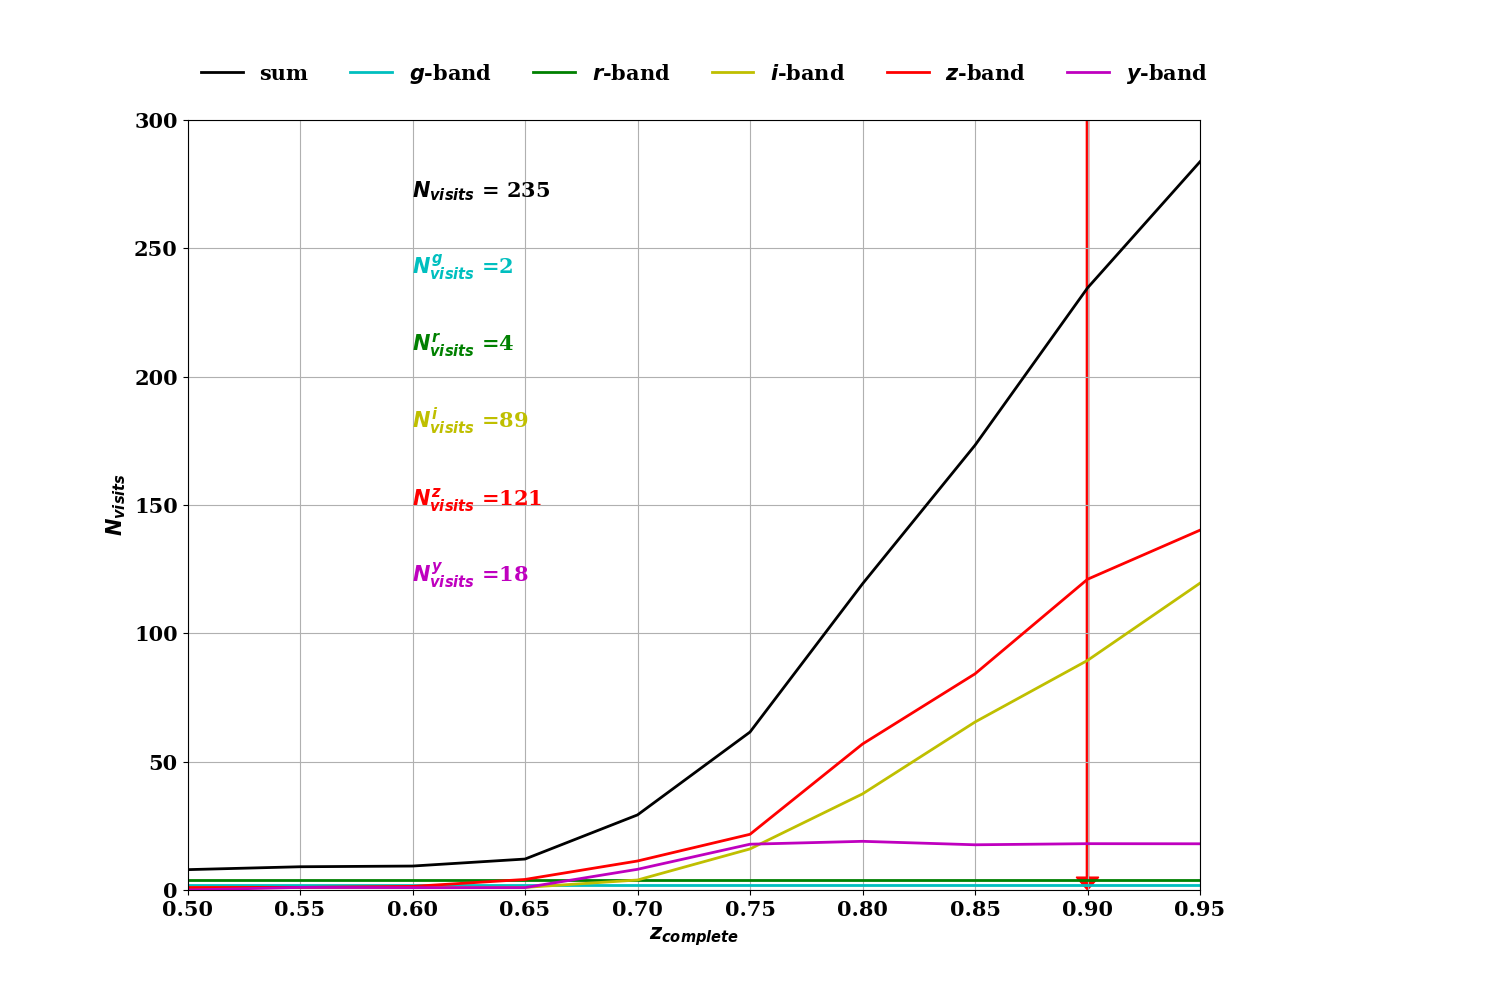 sum g-band r-band i-band z-band y-band
300
250
200
150
100
50
0
N_visits
N_visits = 235
N^g_visits =2
N^r_visits =4
N^i_visits =89
N^z_visits =121
N^y_visits =18
0.50 0.55 0.60 0.65 0.70 0.75 0.80 0.85 0.90 0.95
z_complete